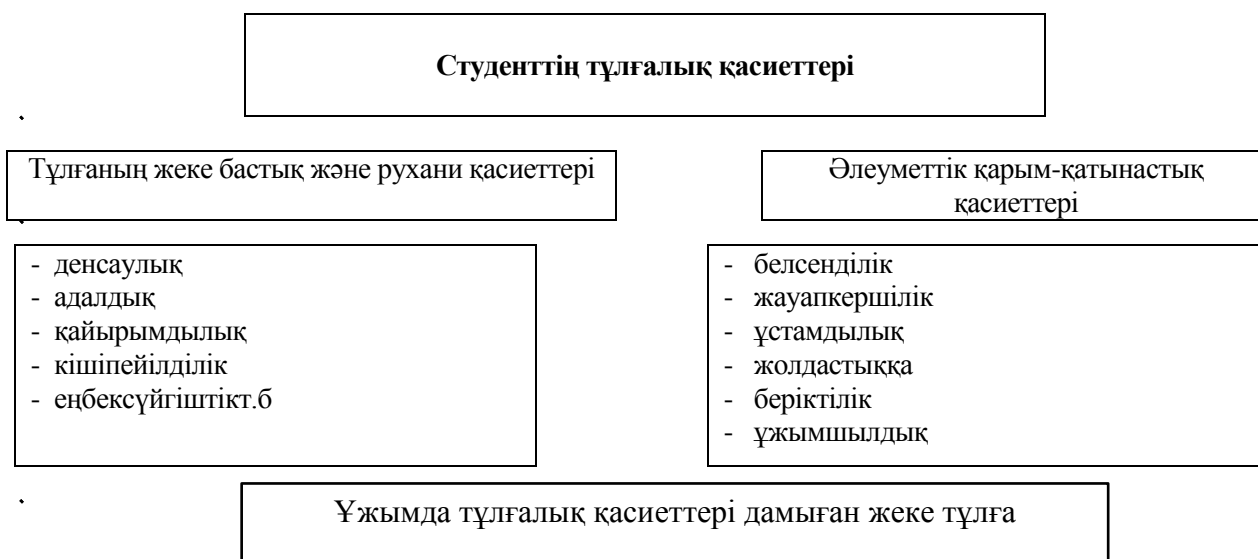 Студенттің тұлғалық қасиеттері
Тұлғаның жеке бастық және рухани қасиеттері
Әлеуметтік қарым-қатынастық
қасиеттері
- денсаулық
- адалдық
- қайырымдылық
- кішіпейілділік
- еңбексүйгіштікт.б
- белсенділік
- жауапкершілік
- ұстамдылық
- жолдастыққа
- беріктілік
- ұжымшылдық
Ұжымда тұлғалық қасиеттері дамыған жеке тұлға